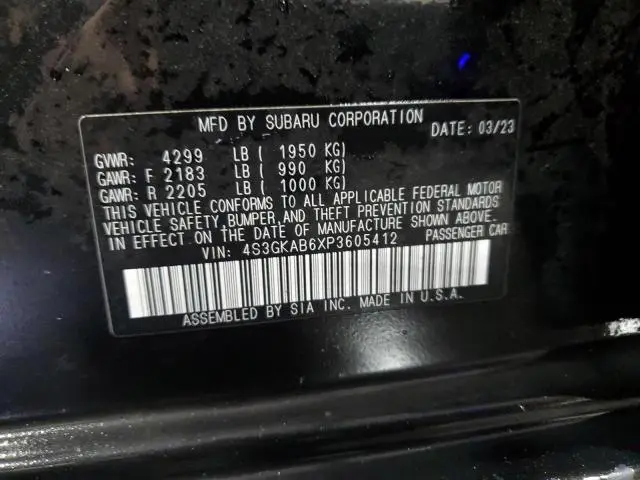 MFD BY SUBARU CORPORATION DATE: 03/23
GVWR: 4299 LB ( 1950 KG)
GAWR: F 2183 LB ( 990 KG)
GAWR: R 2205 LB ( 1000 KG)
THIS VEHICLE CONFORMS TO ALL APPLICABLE FEDERAL MOTOR
VEHICLE SAFETY, BUMPER, AND THEFT PREVENTION STANDARDS
IN EFFECT ON THE DATE OF MANUFACTURE SHOWN ABOVE.
VIN: 4S3GKAB6XP3605412 PASSENGER CAR
ASSEMBLED BY SIA INC. MADE IN U.S.A.